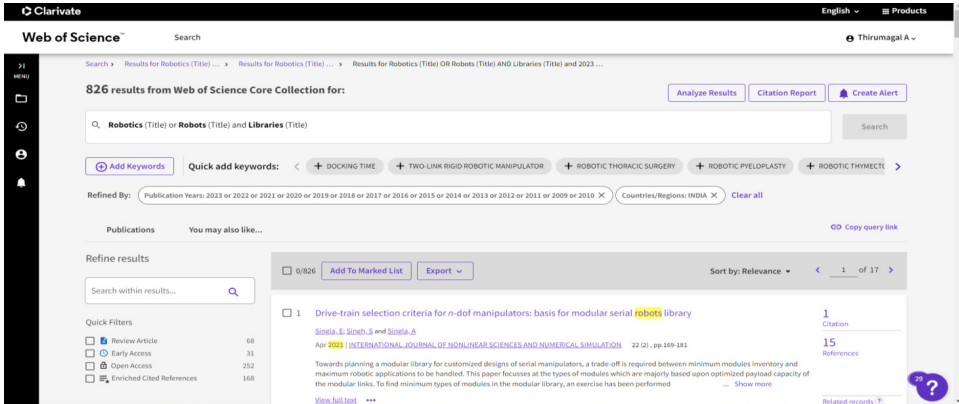 Clarivate
English
Products
Web of Science™
Search
Thirumagal A
MENU
Search > Results for Robotics (Title) ... > Results for Robotics (Title) ... > Results for Robotics (Title) OR Robots (Title) AND Libraries (Title) and 2023 ...
826 results from Web of Science Core Collection for:
Analyze Results
Citation Report
Create Alert
Robotics (Title) or Robots (Title) and Libraries (Title)
Search
Add Keywords
Quick add keywords:
+ DOCKING TIME
+ TWO-LINK RIGID ROBOTIC MANIPULATOR
+ ROBOTIC THORACIC SURGERY
+ ROBOTIC PYELOPLASTY
+ ROBOTIC THYMECTO
Refined By:
Publication Years: 2023 or 2022 or 2021 or 2020 or 2019 or 2018 or 2017 or 2016 or 2015 or 2014 or 2013 or 2012 or 2011 or 2009 or 2010 ×
Countries/Regions: INDIA ×
Clear all
Publications
You may also like...
Copy query link
Refine results
Search within results...
Quick Filters
Review Article 68
Early Access 31
Open Access 252
Enriched Cited References 168
0/826
Add To Marked List
Export
Sort by: Relevance
< 1 of 17 >
1 Drive-train selection criteria for n-dof manipulators: basis for modular serial robots library
Singla, E; Singh, S and Singla, A
Apr 2021 | INTERNATIONAL JOURNAL OF NONLINEAR SCIENCES AND NUMERICAL SIMULATION 22 (2), pp.169-181
Towards planning a modular library for customized designs of serial manipulators, a trade-off is required between minimum modules inventory and
maximum robotic applications to be handled. This paper focusses at the types of modules which are majorly based upon optimized payload capacity of
the modular links. To find minimum types of modules in the modular library, an exercise has been performed ... Show more
View full text •••
1
Citation
15
References
Related records ?
29
?